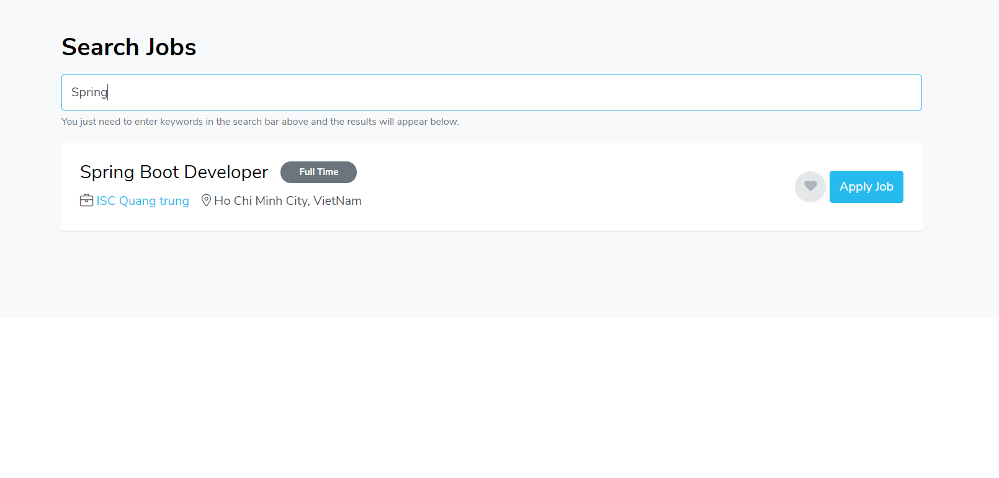 Search Jobs
Spring
You just need to enter keywords in the search bar above and the results will appear below.
Spring Boot Developer Full Time
ISC Quang trung Ho Chi Minh City, VietNam
Apply Job